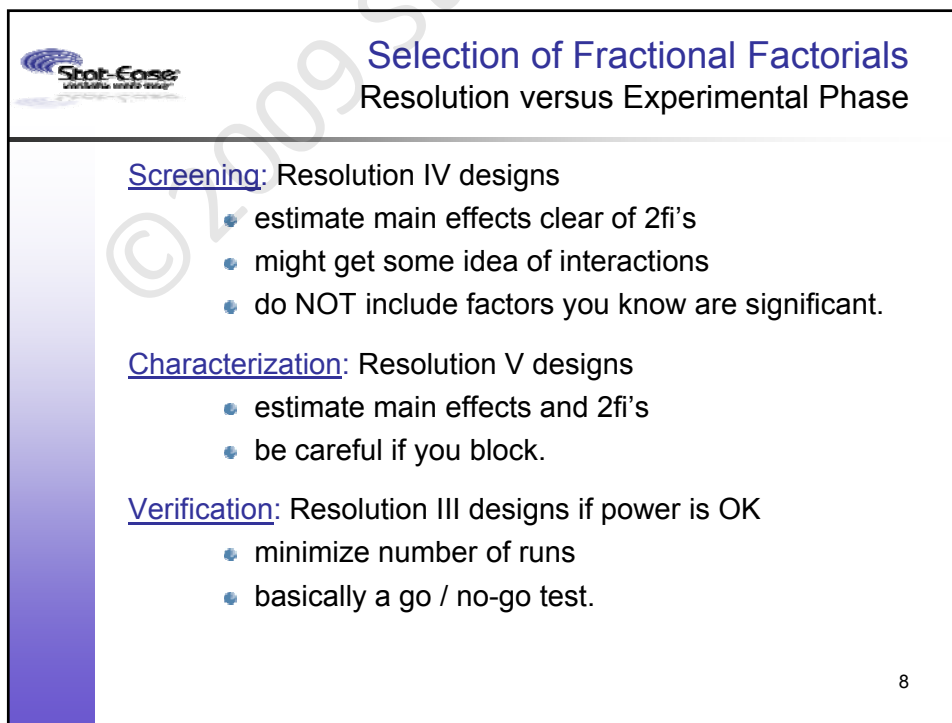 © 2009 St
Stat-Ease
Selection of Fractional Factorials
Resolution versus Experimental Phase
Screening: Resolution IV designs
estimate main effects clear of 2fi's
might get some idea of interactions
do NOT include factors you know are significant.
Characterization: Resolution V designs
estimate main effects and 2fi's
be careful if you block.
Verification: Resolution III designs if power is OK
minimize number of runs
basically a go / no-go test.
8